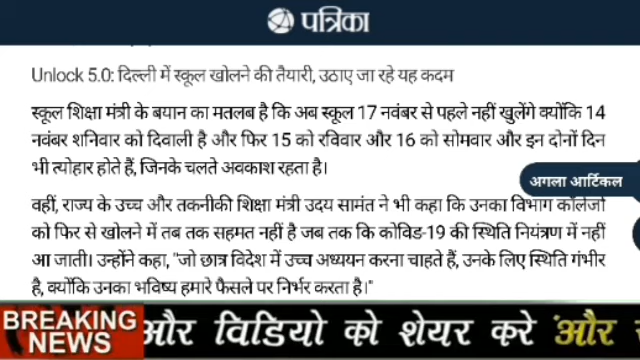 पत्रिका
Unlock 5.0: दिल्ली में स्कूल खोलने की तैयारी, उठाए जा रहे यह कदम
स्कूल शिक्षा मंत्री के बयान का मतलब है कि अब स्कूल 17 नवंबर से पहले नहीं खुलेंगे क्योंकि 14
नवंबर शनिवार को दिवाली है और फिर 15 को रविवार और 16 को सोमवार और इन दोनों दिन
भी त्योहार होते हैं, जिनके चलते अवकाश रहता है।
अगला आर्टिकल
वहीं, राज्य के उच्च और तकनीकी शिक्षा मंत्री उदय सामंत ने भी कहा कि उनका विभाग कॉलेजों
को फिर से खोलने में तब तक सहमत नहीं है जब तक कि कोविड-19 की स्थिति नियंत्रण में नहीं
आ जाती। उन्होंने कहा, "जो छात्र विदेश में उच्च अध्ययन करना चाहते हैं, उनके लिए स्थिति गंभीर
है, क्योंकि उनका भविष्य हमारे फैसले पर निर्भर करता है।"
BREAKING
NEWS
और विडियो को शेयर करे और